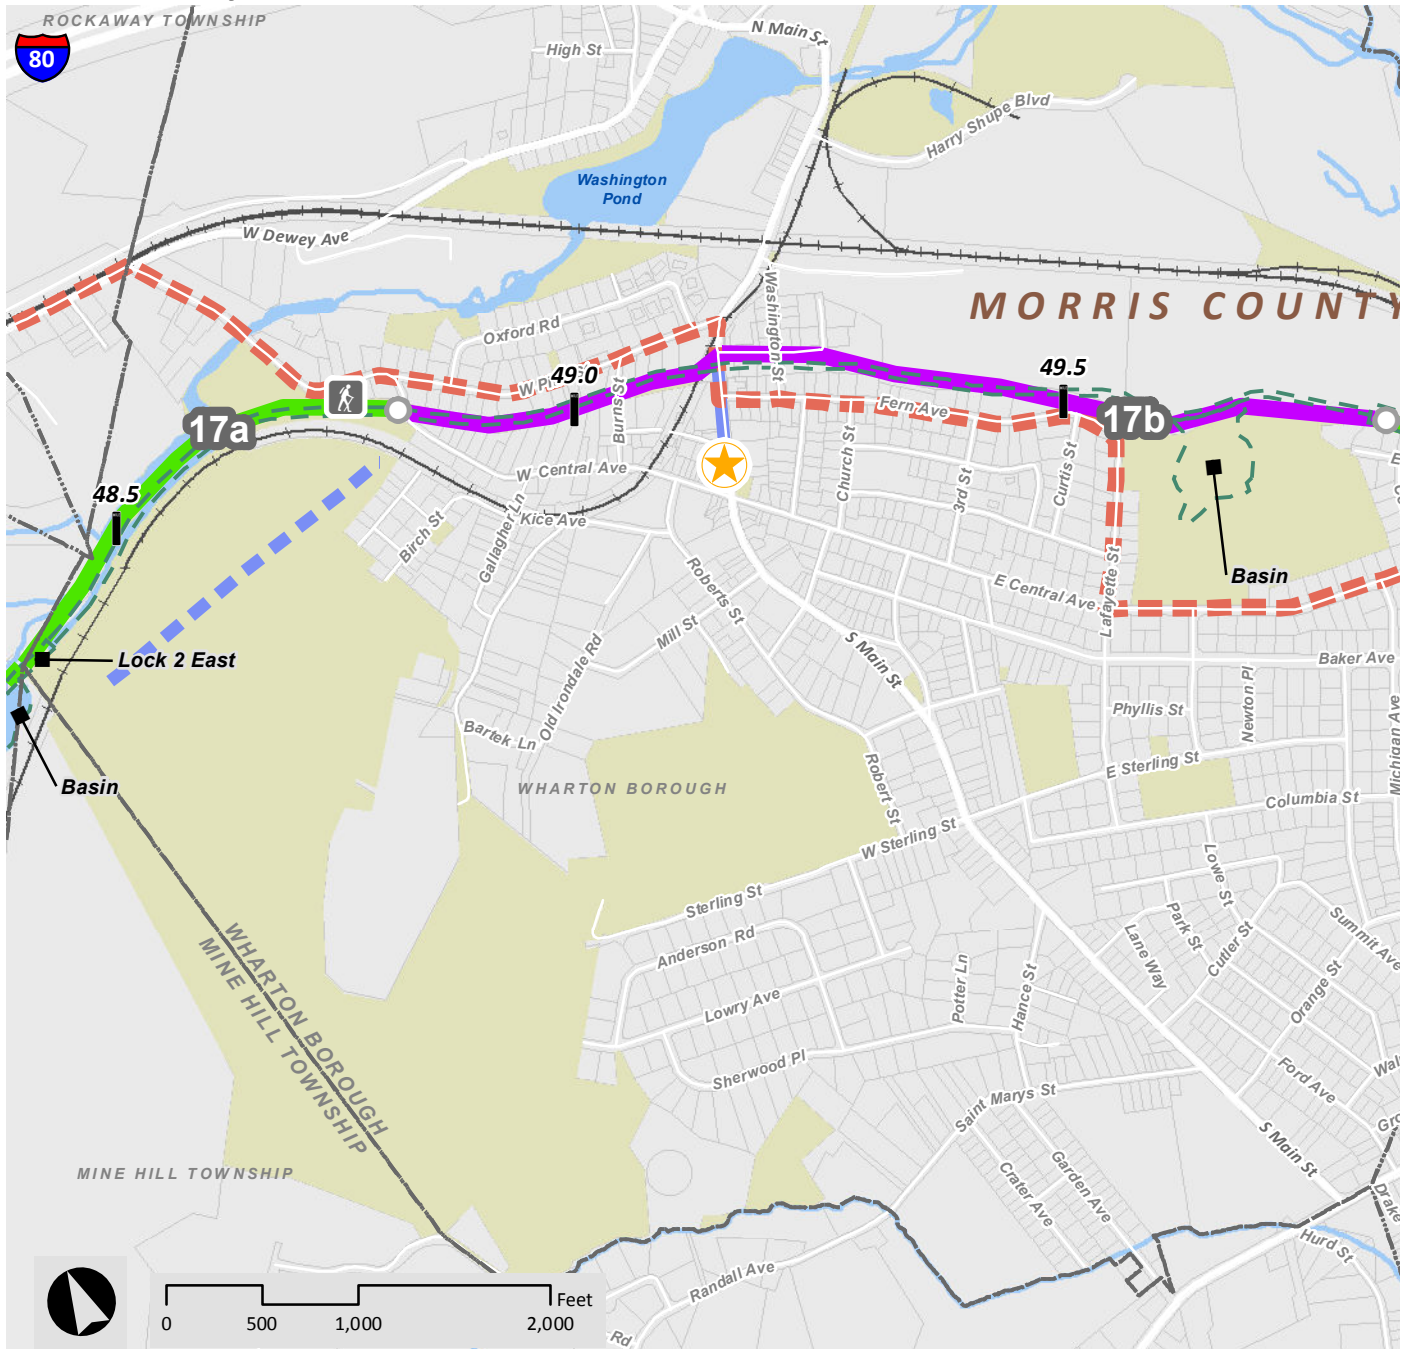 ROCKAWAY TOWNSHIP
80
High St
N Main St
Harry Shupe Blvd
Washington
Pond
W Dewey Ave
MORRIS COUNTY
Washington St
Oxford Rd
49.0
49.5
Burns St
Fern Ave
17a
17b
Church St
3rd St
Curtis St
W Central Ave
48.5
Kice Ave
Gallagher Ln
Birch St
Basin
E Central Ave
Lafayette St
Roberts St
Mill St
S Main St
Lock 2 East
Old Irondale Rd
Baker Ave
Newton Pl
Phyllis St
Michigan Ave
Bartek Ln
Robert St
E Sterling St
Basin
WHARTON BOROUGH
Columbia St
W Sterling St
Lowe St
Sterling St
Park St
Summit Ave
Anderson Rd
Lane Way
Cutler St
WHARTON BOROUGH
MINE HILL TOWNSHIP
Potter Ln
Hance St
Orange St
Lowry Ave
Sherwood Pl
Ford Ave
Saint Marys St
S Main St
MINE HILL TOWNSHIP
Garden Ave
Crater Ave
Drake
Hurd St
Randall Ave
Rd
Feet
0 500 1,000 2,000